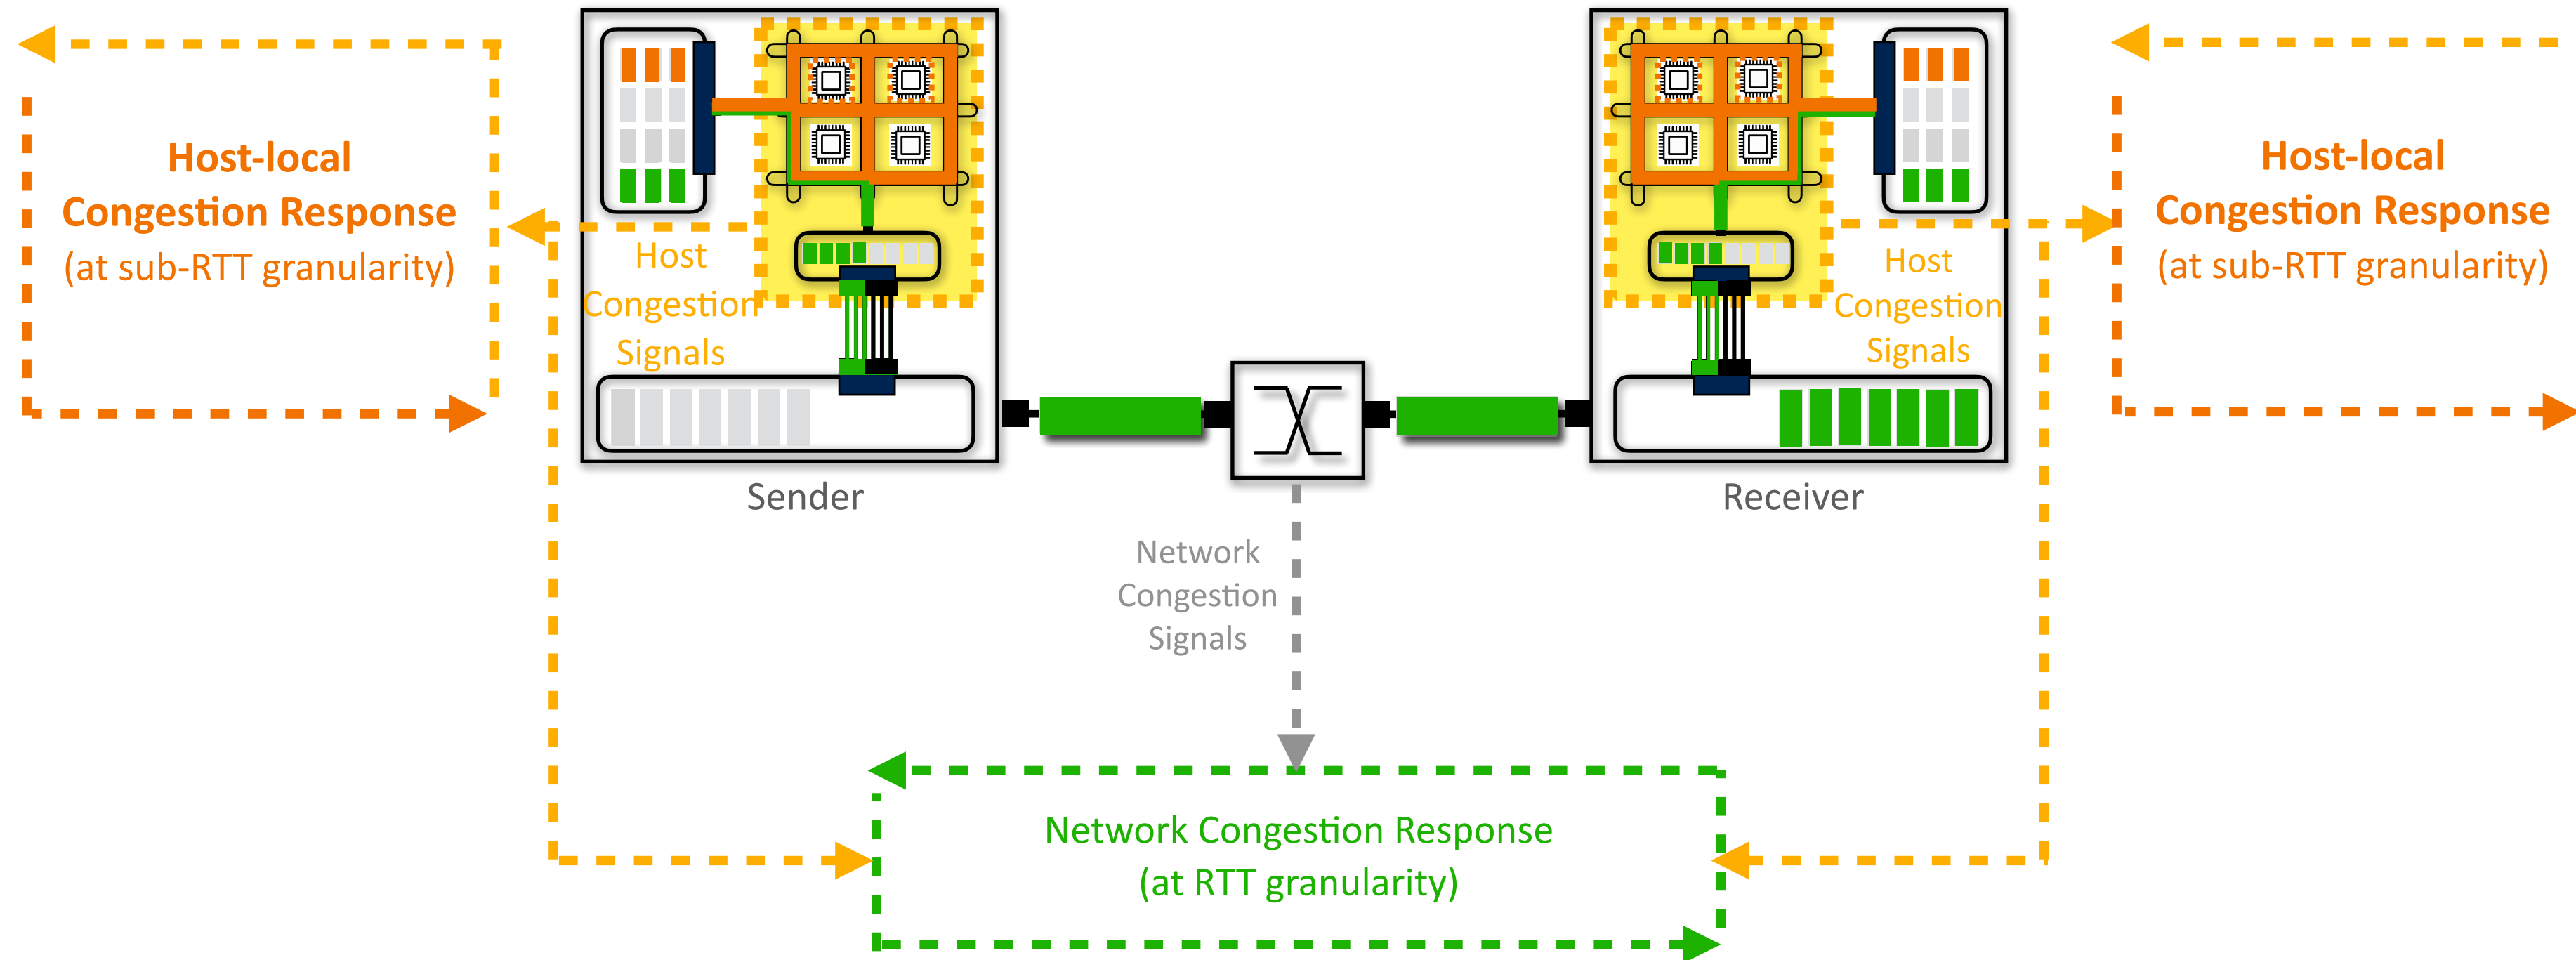 Host-local
Congestion Response
(at sub-RTT granularity)
Host
Congestion
Signals
Sender
Network
Congestion
Signals
Receiver
Host
Congestion
Signals
Host-local
Congestion Response
(at sub-RTT granularity)
Network Congestion Response
(at RTT granularity)